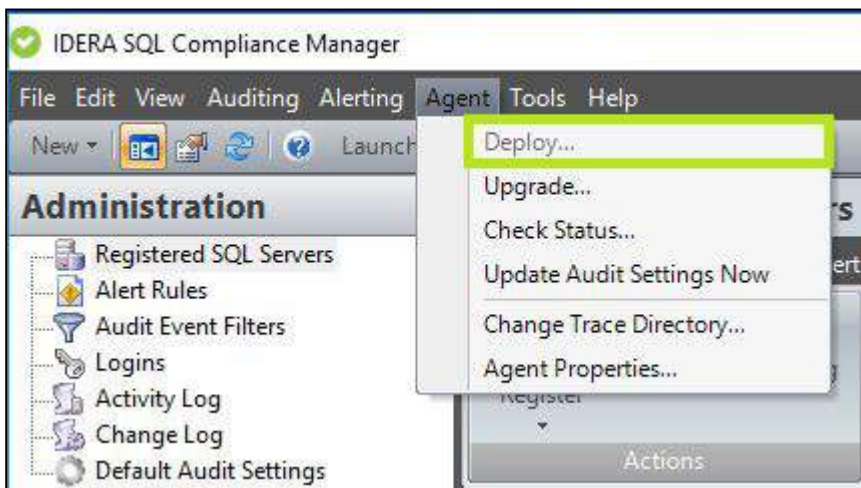 IDERA SQL Compliance Manager
File Edit View Auditing Alerting Agent Tools Help
New Launch
Deploy...
Upgrade...
Check Status...
Update Audit Settings Now
Change Trace Directory...
Agent Properties...
Administration
Registered SQL Servers
Alert Rules
Audit Event Filters
Logins
Activity Log
Change Log
Default Audit Settings
Register
Actions